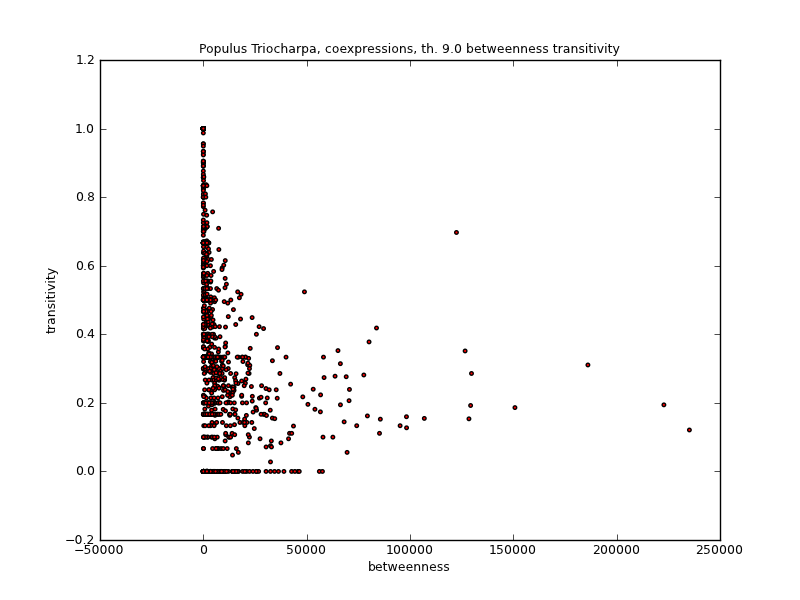 Populus Triocharpa, coexpressions, th. 9.0 betweenness transitivity
1.2
1.0
0.8
0.6
0.4
0.2
0.0
−0.2
transitivity
−50000 0 50000 100000 150000 200000 250000
betweenness